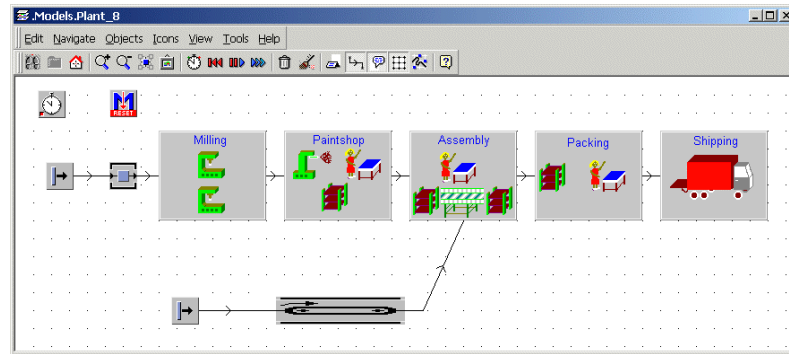 .Models.Plant_8
Edit Navigate Objects Icons View Tools Help
RESET
Milling
Paintshop
Assembly
Packing
Shipping